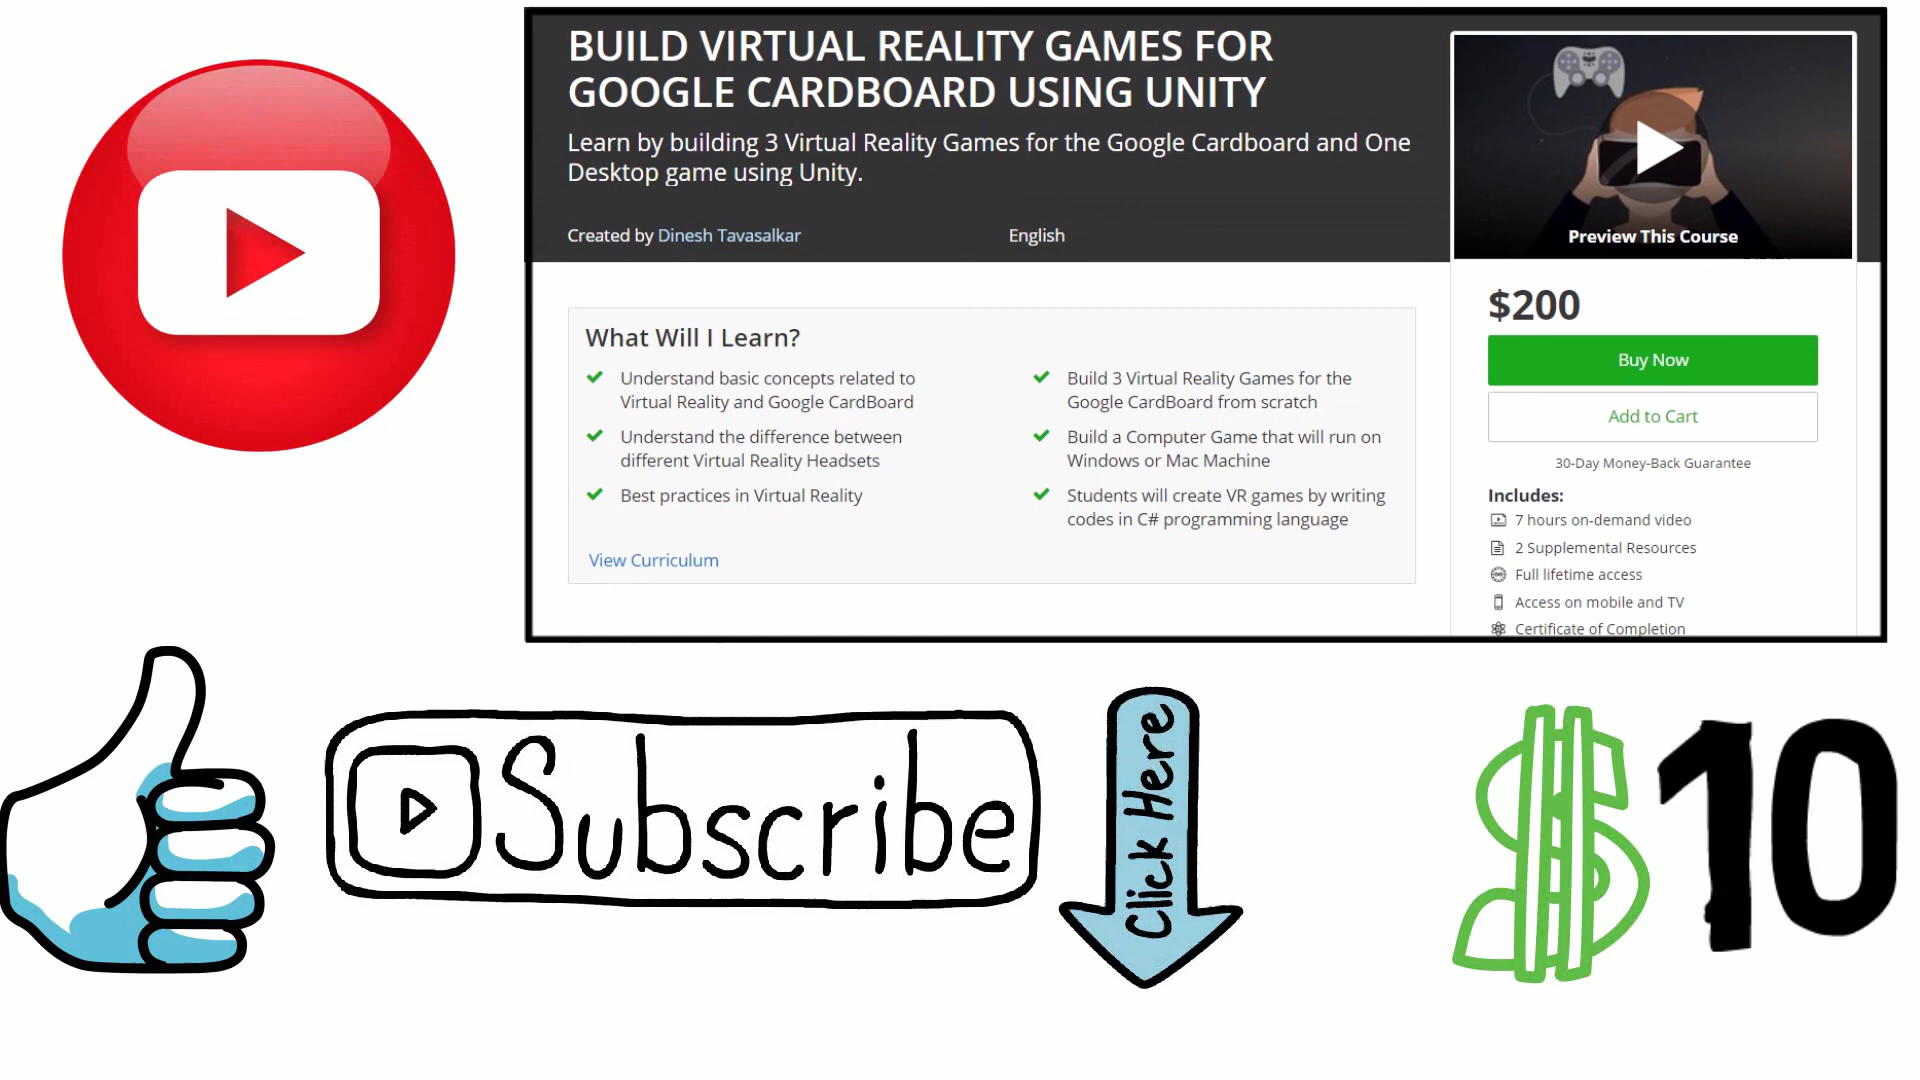 BUILD VIRTUAL REALITY GAMES FOR
GOOGLE CARDBOARD USING UNITY
Learn by building 3 Virtual Reality Games for the Google Cardboard and One
Desktop game using Unity.
Created by Dinesh Tavasalkar
English
Preview This Course
What Will I Learn?
Understand basic concepts related to
Virtual Reality and Google CardBoard
Understand the difference between
different Virtual Reality Headsets
Best practices in Virtual Reality
Build 3 Virtual Reality Games for the
Google CardBoard from scratch
Build a Computer Game that will run on
Windows or Mac Machine
Students will create VR games by writing
codes in C# programming language
View Curriculum
$200
Buy Now
Add to Cart
30-Day Money-Back Guarantee
Includes:
7 hours on-demand video
2 Supplemental Resources
Full lifetime access
Access on mobile and TV
Certificate of Completion
Subscribe
Click Here
$10